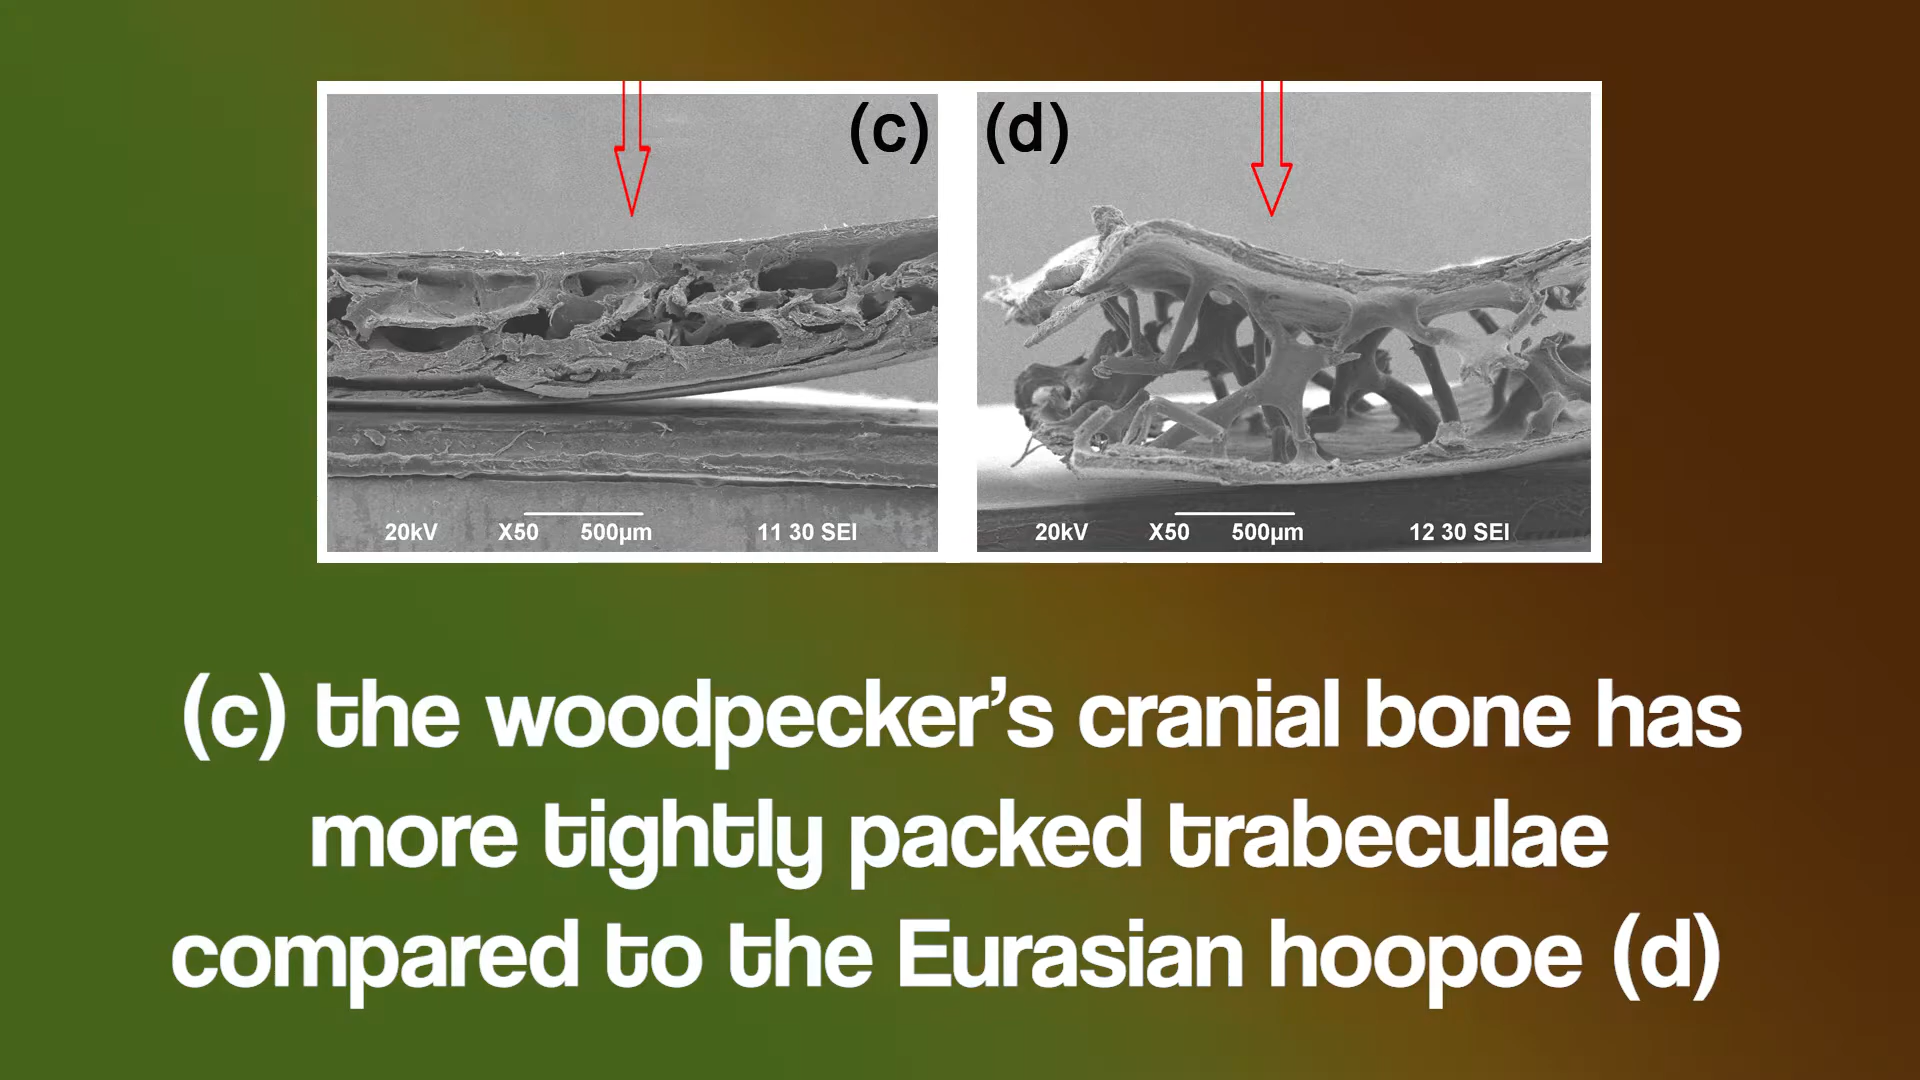 (c)
(d)
20kV X50 500µm 11 30 SEI
20kV X50 500µm 12 30 SEI
(c) the woodpecker's cranial bone has
more tightly packed trabeculae
compared to the Eurasian hoopoe (d)